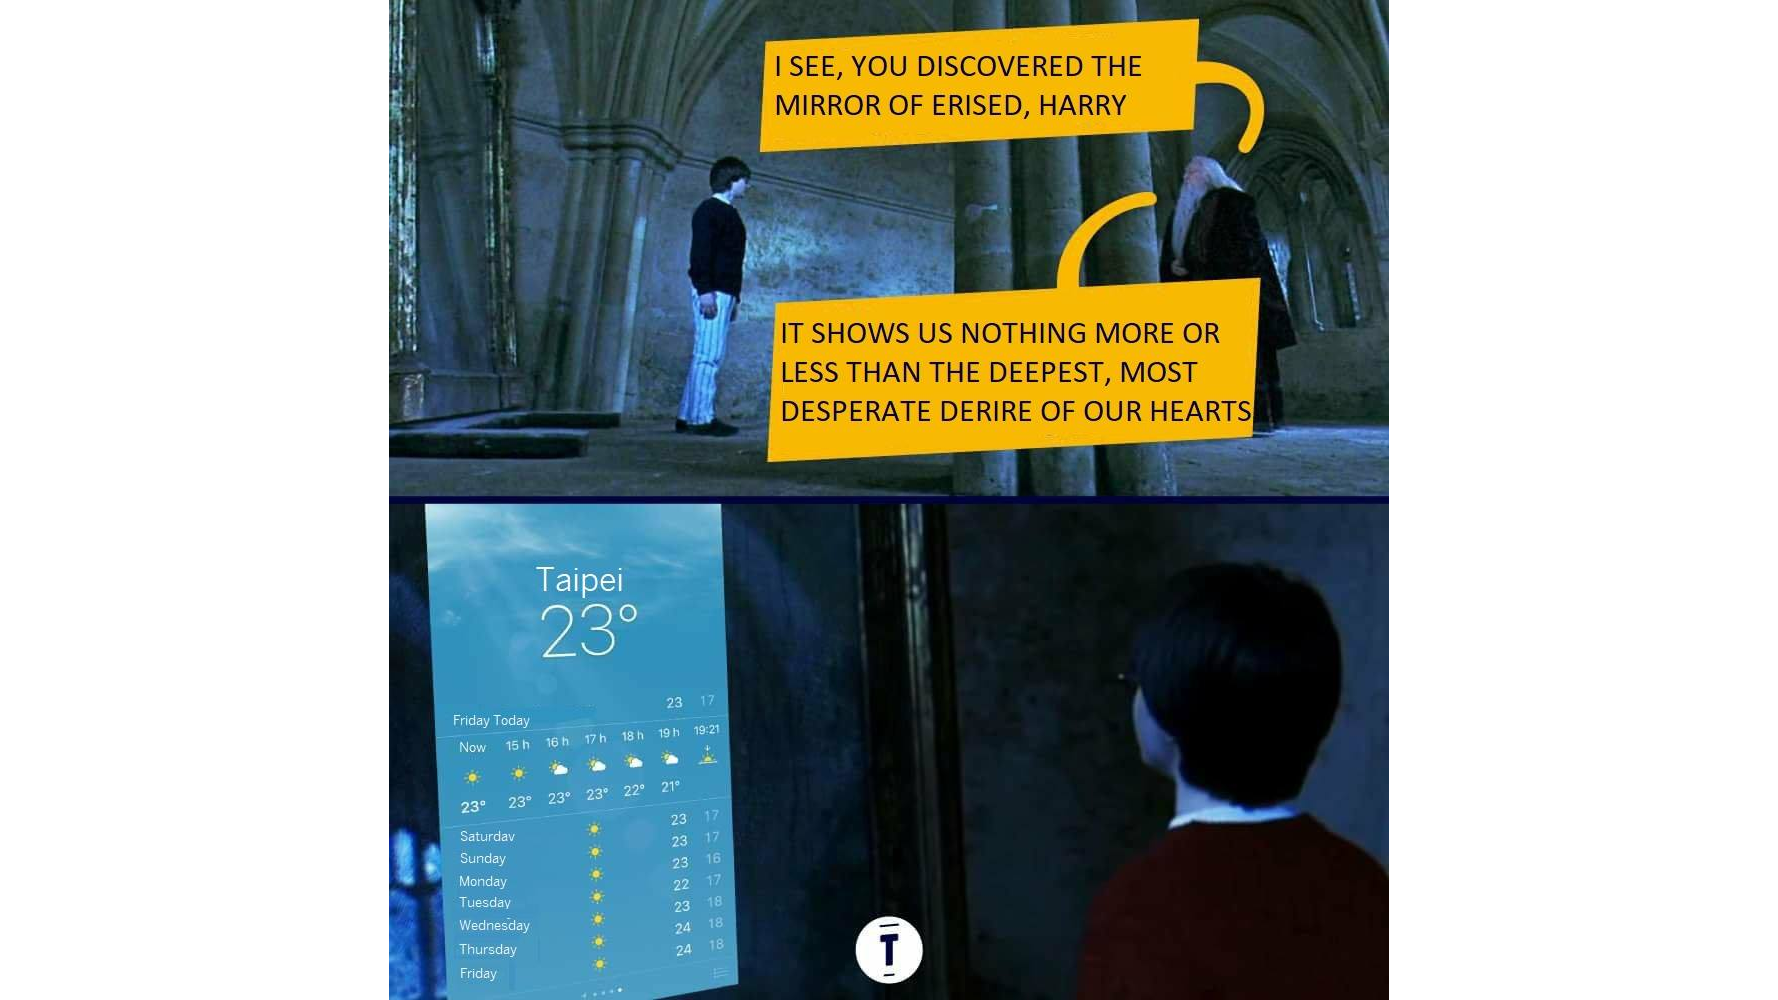 I SEE, YOU DISCOVERED THE
MIRROR OF ERISED, HARRY
IT SHOWS US NOTHING MORE OR
LESS THAN THE DEEPEST, MOST
DESPERATE DERIRE OF OUR HEARTS
Taipei
23°
Friday Today 23 17
Now 15 h 16 h 17 h 18 h 19 h 19:21
23° 23° 23° 23° 22° 21°
Saturday 23 17
Sunday 23 17
Monday 23 16
Tuesday 22 17
Wednesday 23 18
Thursday 24 18
Friday 24 18
T